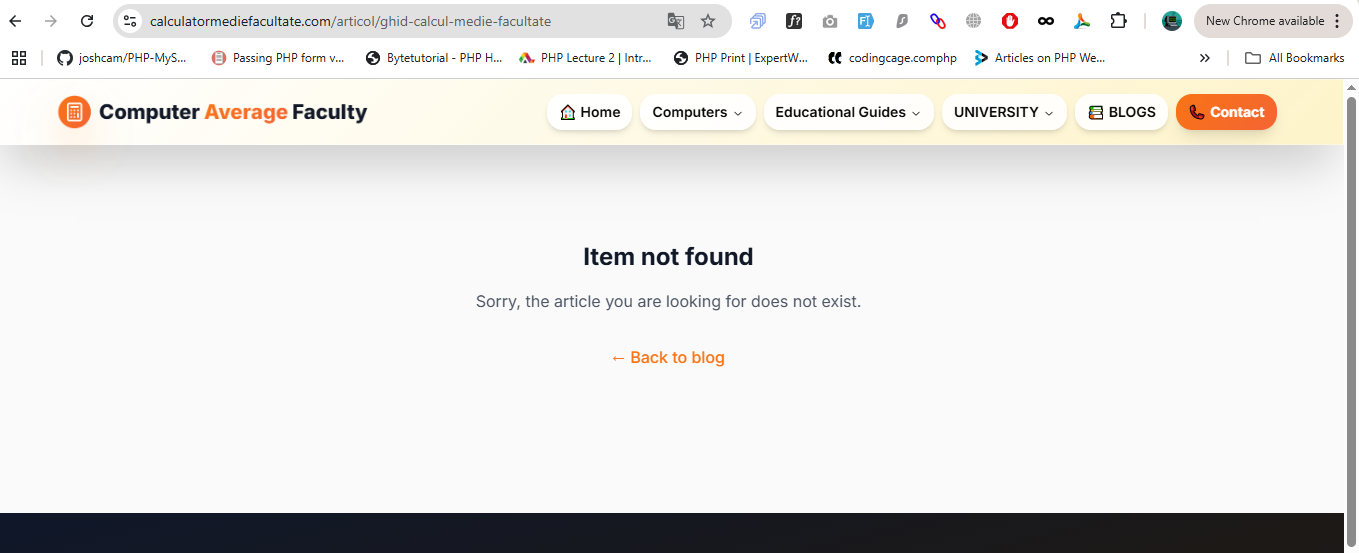 calculatormediefacultate.com/articol/ghid-calcul-medie-facultate
New Chrome available
joshcam/PHP-MyS...
Passing PHP form v...
Bytetutorial - PHP H...
PHP Lecture 2 | Intr...
PHP Print | ExpertW...
codingcage.comphp
Articles on PHP We...
All Bookmarks
Computer Average Faculty
Home
Computers
Educational Guides
UNIVERSITY
BLOGS
Contact
Item not found
Sorry, the article you are looking for does not exist.
← Back to blog